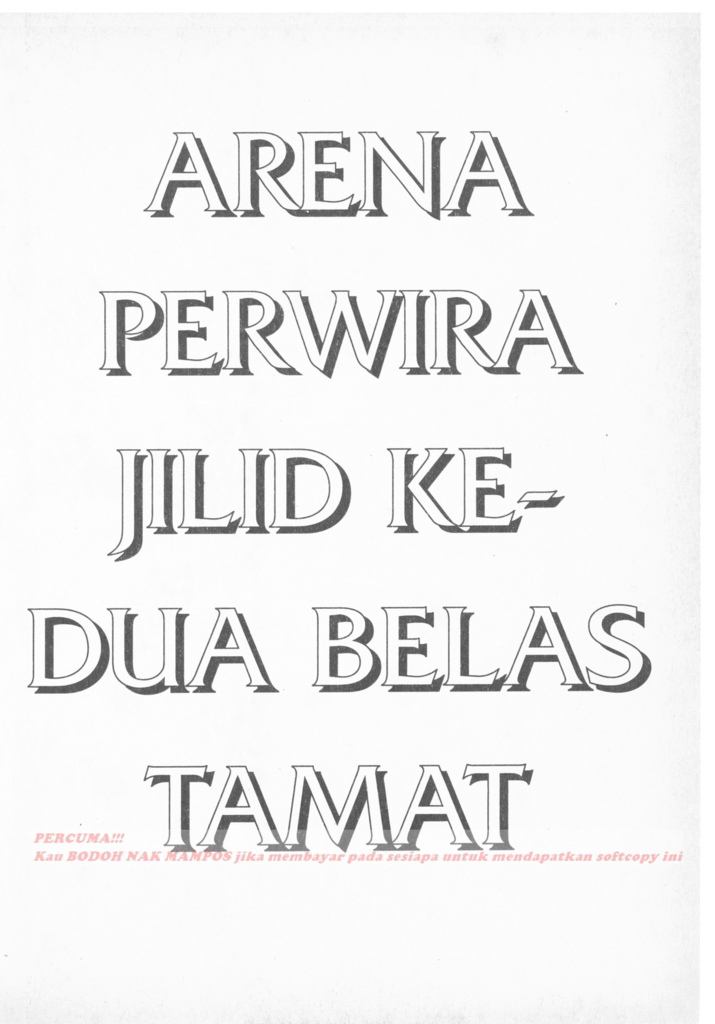 ARENA
PERWIRA
JILID KE-
DUA BELAS
TAMAT
PERCUMA!!!
Kau BODOH NAK MAMPOS jika membayar pada sesiapa untuk mendapatkan softcopy ini